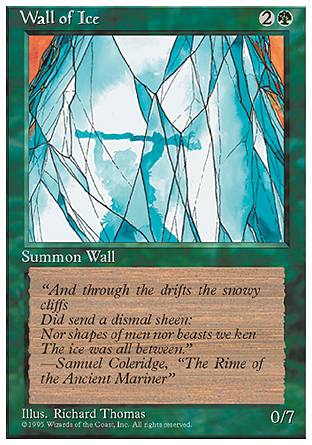 Wall of Ice 2
Summon Wall
“And through the drifts the snowy
cliffs
Did send a dismal sheen:
Nor shapes of men nor beasts we ken
The ice was all between.”
Samuel Coleridge, “The Rime of
the Ancient Mariner”
Illus. Richard Thomas 0/7
©1995 Wizards of the Coast, Inc. All rights reserved.